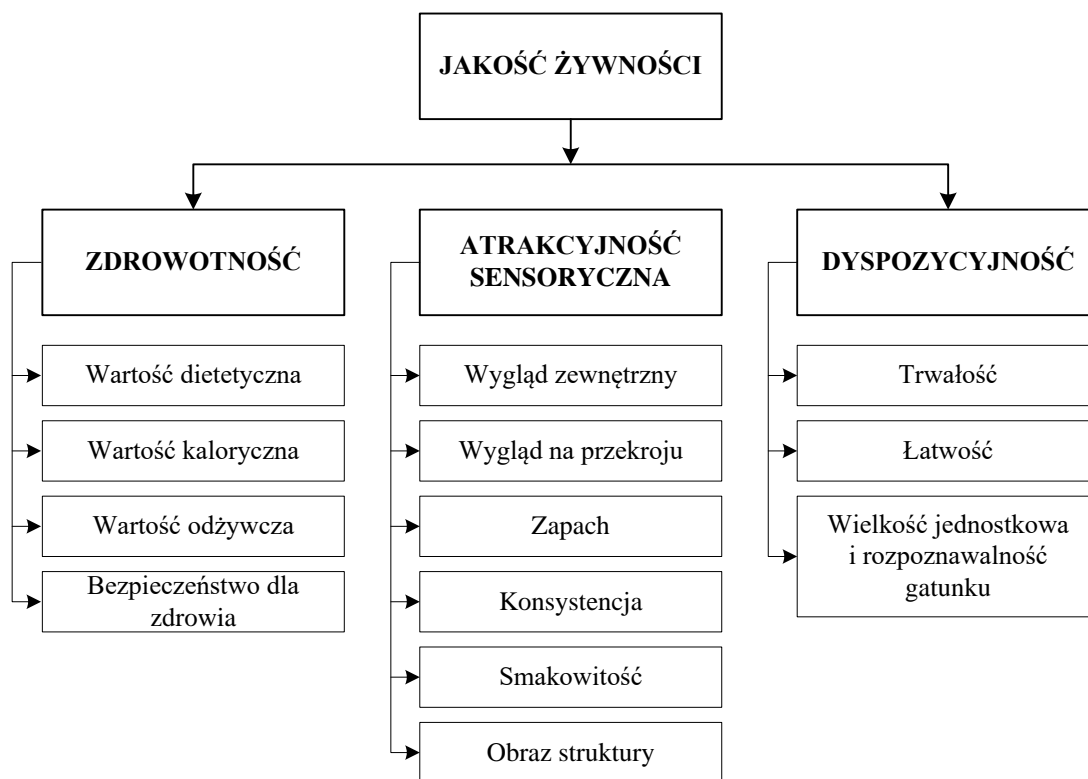 JAKOŚĆ ŻYWNOŚCI
ZDROWOTNOŚĆ
Wartość dietetyczna
Wartość kaloryczna
Wartość odżywcza
Bezpieczeństwo dla
zdrowia
ATRAKCYJNOŚĆ
SENSORYCZNA
Wygląd zewnętrzny
Wygląd na przekroju
Zapach
Konsystencja
Smakowitość
Obraz struktury
DYSPOZYCYJNOŚĆ
Trwałość
Łatwość
Wielkość jednostkowa
i rozpoznawalność
gatunku